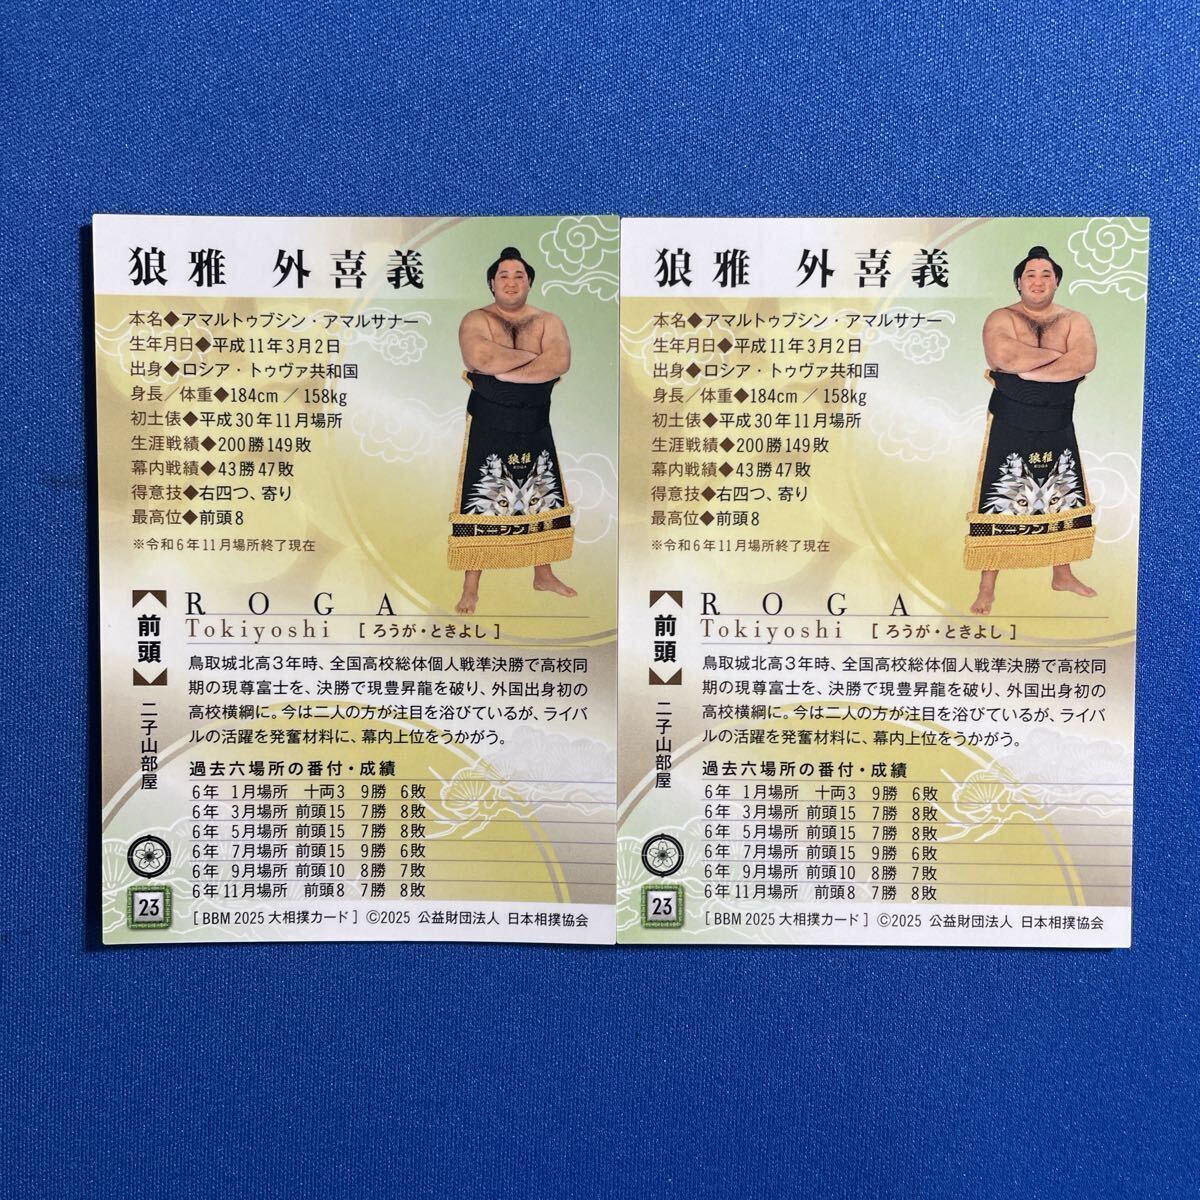 狼雅 外喜義
本名◆アマルトゥブシン・アマルサナー
生年月日◆平成11年3月2日
出身◆ロシア・トゥヴァ共和国
身長／体重◆184cm／158kg
初土俵◆平成30年11月場所
生涯戦績◆200勝149敗
幕内戦績◆43勝47敗
得意技◆右四つ、寄り
最高位◆前頭8
※令和6年11月場所終了現在
狼雅
ROGA
前頭
二子山部屋
ROGA
Tokiyoshi [ろうが・ときよし]
鳥取城北高3年時、全国高校総体個人戦準決勝で高校同
期の現尊富士を、決勝で現豊昇龍を破り、外国出身初の
高校横綱に。今は二人の方が注目を浴びているが、ライバ
ルの活躍を発奮材料に、幕内上位をうかがう。
過去六場所の番付・成績
6年 1月場所 十両3 9勝 6敗
6年 3月場所 前頭15 7勝 8敗
6年 5月場所 前頭15 7勝 8敗
6年 7月場所 前頭15 9勝 6敗
6年 9月場所 前頭10 8勝 7敗
6年 11月場所 前頭8 7勝 8敗
23
[BBM2025大相撲カード] ©2025 公益財団法人 日本相撲協会
狼雅 外喜義
本名◆アマルトゥブシン・アマルサナー
生年月日◆平成11年3月2日
出身◆ロシア・トゥヴァ共和国
身長／体重◆184cm／158kg
初土俵◆平成30年11月場所
生涯戦績◆200勝149敗
幕内戦績◆43勝47敗
得意技◆右四つ、寄り
最高位◆前頭8
※令和6年11月場所終了現在
狼雅
ROGA
前頭
二子山部屋
ROGA
Tokiyoshi [ろうが・ときよし]
鳥取城北高3年時、全国高校総体個人戦準決勝で高校同
期の現尊富士を、決勝で現豊昇龍を破り、外国出身初の
高校横綱に。今は二人の方が注目を浴びているが、ライバ
ルの活躍を発奮材料に、幕内上位をうかがう。
過去六場所の番付・成績
6年 1月場所 十両3 9勝 6敗
6年 3月場所 前頭15 7勝 8敗
6年 5月場所 前頭15 7勝 8敗
6年 7月場所 前頭15 9勝 6敗
6年 9月場所 前頭10 8勝 7敗
6年 11月場所 前頭8 7勝 8敗
23
[BBM2025大相撲カード] ©2025 公益財団法人 日本相撲協会